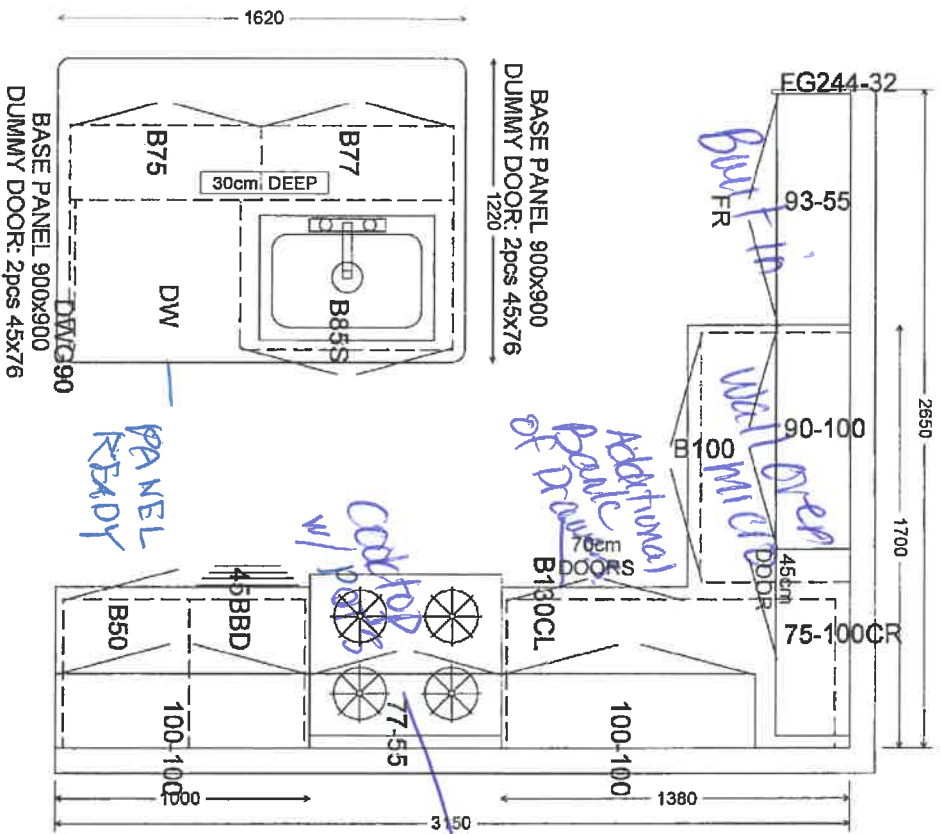 1620
BASE PANEL 900x900
DUMMY DOOR: 2pcs 45x76
1220
B75
B77
30cm DEEP
DW
B85S
DWG90
BASE PANEL 900x900
DUMMY DOOR: 2pcs 45x76
PANEL
READY
FG244-32
93-55
FR
Built in
2650
1700
90-100
B100
Wall oven
micro
Additional
Bank
of Drawers
70cm
DOORS
45cm
DOOR
75-100CR
B130CL
Cooktop
w/ pots
45BBD
B50
77-55
100-100
100-100
1000
1380
3150